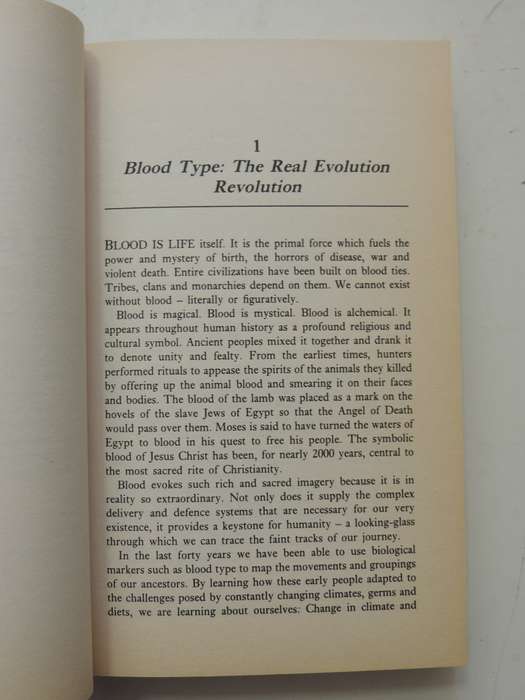 1
Blood Type: The Real Evolution
Revolution
BLOOD IS LIFE itself. It is the primal force which fuels the
power and mystery of birth, the horrors of disease, war and
violent death. Entire civilizations have been built on blood ties.
Tribes, clans and monarchies depend on them. We cannot exist
without blood – literally or figuratively.
Blood is magical. Blood is mystical. Blood is alchemical. It
appears throughout human history as a profound religious and
cultural symbol. Ancient peoples mixed it together and drank it
to denote unity and fealty. From the earliest times, hunters
performed rituals to appease the spirits of the animals they killed
by offering up the animal blood and smearing it on their faces
and bodies. The blood of the lamb was placed as a mark on the
hovels of the slave Jews of Egypt so that the Angel of Death
would pass over them. Moses is said to have turned the waters of
Egypt to blood in his quest to free his people. The symbolic
blood of Jesus Christ has been, for nearly 2000 years, central to
the most sacred rite of Christianity.
Blood evokes such rich and sacred imagery because it is in
reality so extraordinary. Not only does it supply the complex
delivery and defence systems that are necessary for our very
existence, it provides a keystone for humanity – a looking-glass
through which we can trace the faint tracks of our journey.
In the last forty years we have been able to use biological
markers such as blood type to map the movements and groupings
of our ancestors. By learning how these early people adapted to
the challenges posed by constantly changing climates, germs and
diets, we are learning about ourselves: Change in climate and